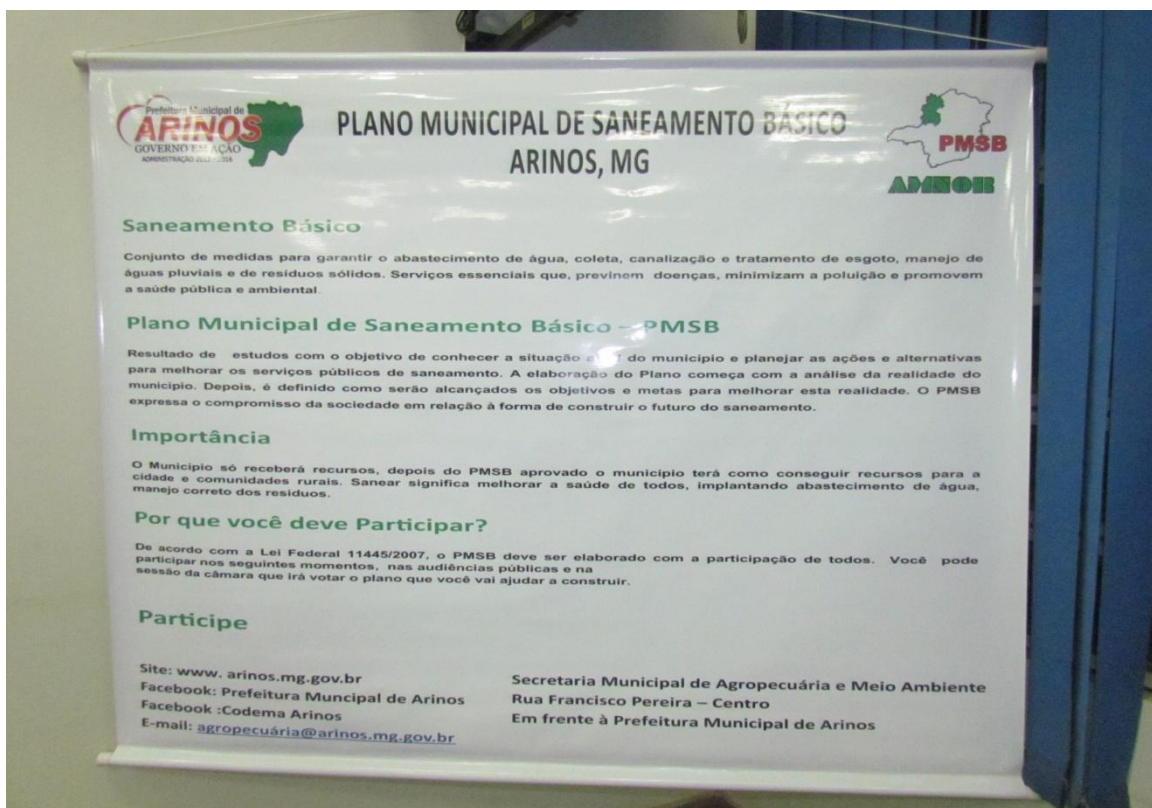 Prefeitura Municipal de
ARINOS
GOVERNO EM AÇÃO
PLANO MUNICIPAL DE SANEAMENTO BÁSICO
ARINOS, MG
PMSB
AMNOR
Saneamento Básico
Conjunto de medidas para garantir o abastecimento de água, coleta, canalização e tratamento de esgoto, manejo de
águas pluviais e de resíduos sólidos. Serviços essenciais que, previnem doenças, minimizam a poluição e promovem
a saúde pública e ambiental.
Plano Municipal de Saneamento Básico – PMSB
Resultado de estudos com o objetivo de conhecer a situação do município e planejar as ações e alternativas
para melhorar os serviços públicos de saneamento. A elaboração do Plano começa com a análise da realidade do
município. Depois, é definido como serão alcançados os objetivos e metas para melhorar esta realidade. O PMSB
expressa o compromisso da sociedade em relação à forma de construir o futuro do saneamento.
Importância
O Município só receberá recursos, depois do PMSB aprovado o município terá como conseguir recursos para a
cidade e comunidades rurais. Sanear significa melhorar a saúde de todos, implantando abastecimento de água,
manejo correto dos resíduos.
Por que você deve Participar?
De acordo com a Lei Federal 11445/2007, o PMSB deve ser elaborado com a participação de todos. Você pode
participar nos seguintes momentos, nas audiências públicas e na
sessão da câmara que irá votar o plano que você vai ajudar a construir.
Participe
Site: www. arinos.mg.gov.br
Facebook: Prefeitura Muncipal de Arinos
Facebook :Codema Arinos
E-mail: agropecuária@arinos.mg.gov.br
Secretaria Municipal de Agropecuária e Meio Ambiente
Rua Francisco Pereira – Centro
Em frente à Prefeitura Municipal de Arinos